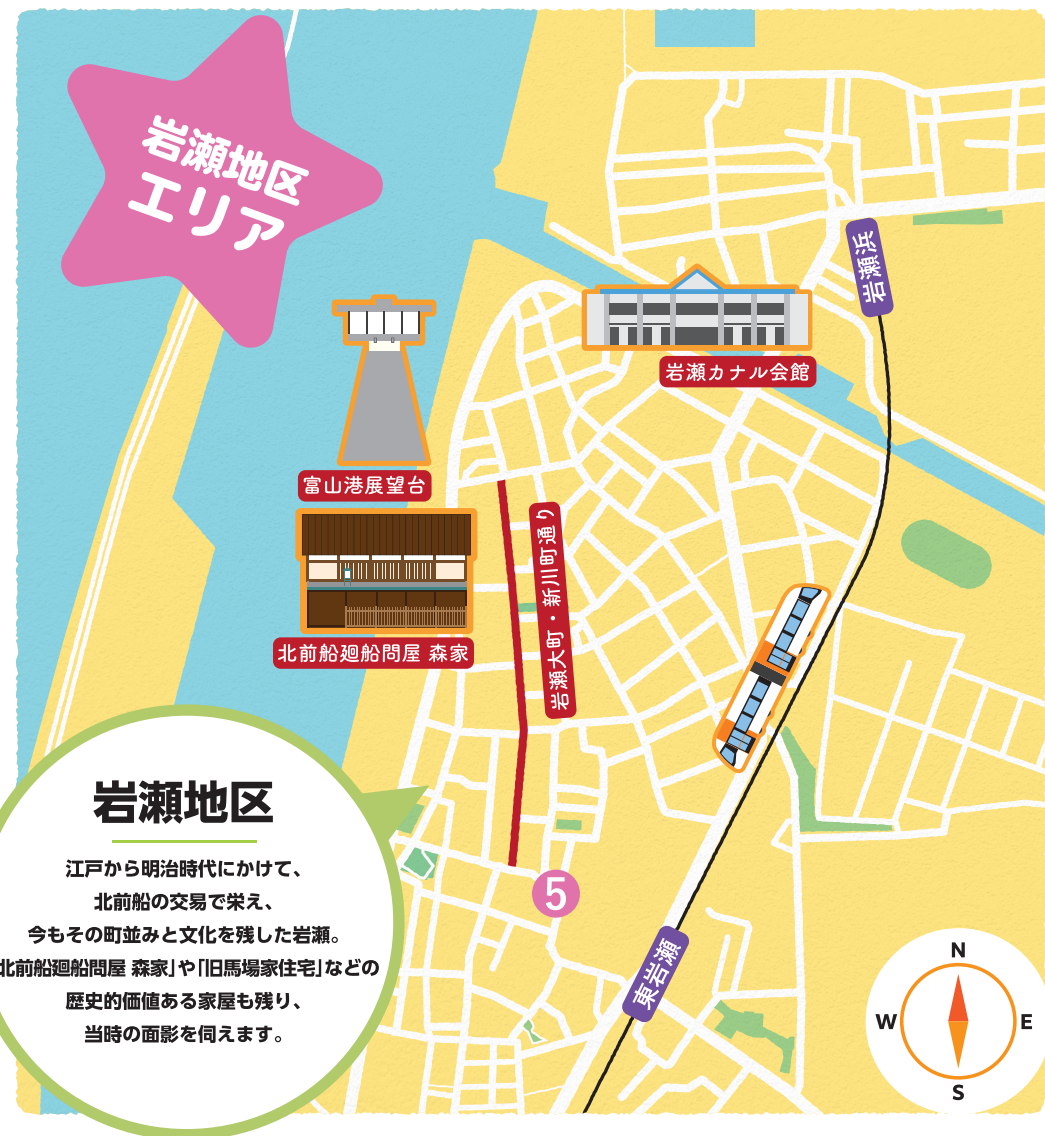 岩瀬地区
エリア
岩瀬浜
岩瀬カナル会館
富山港展望台
岩瀬大町・新川町通り
北前船廻船問屋 森家
岩瀬地区
江戸から明治時代にかけて、
北前船の交易で栄え、
今もその町並みと文化を残した岩瀬。
北前船廻船問屋 森家」や「旧馬場家住宅」などの
歴史的価値ある家屋も残り、
当時の面影を伺えます。
5
東岩瀬
N
W
E
S